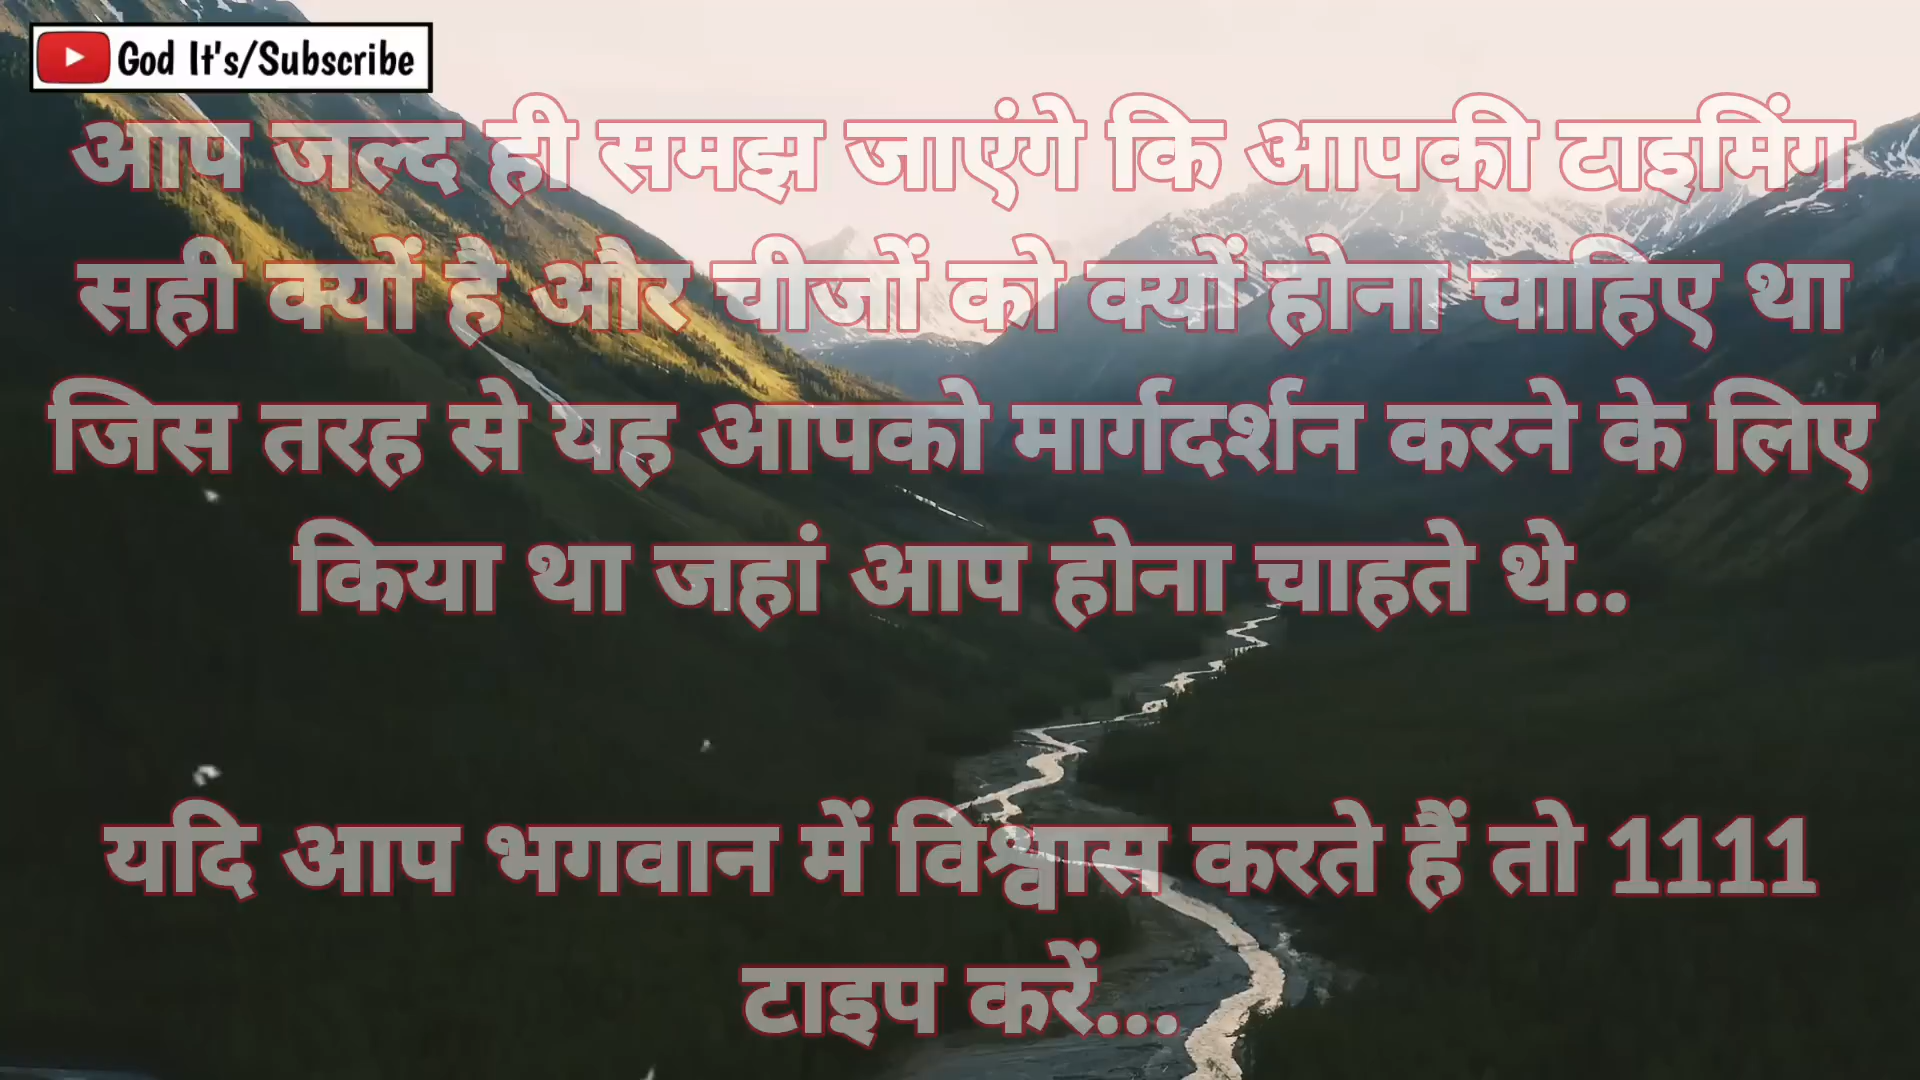 God It's/Subscribe
आप जल्द ही समझ जाएंगे कि आपकी टाइमिंग
सही क्यों है और चीजों को क्यों होना चाहिए था
जिस तरह से यह आपको मार्गदर्शन करने के लिए
किया था जहां आप होना चाहते थे..
यदि आप भगवान में विश्वास करते हैं तो 1111
टाइप करें...